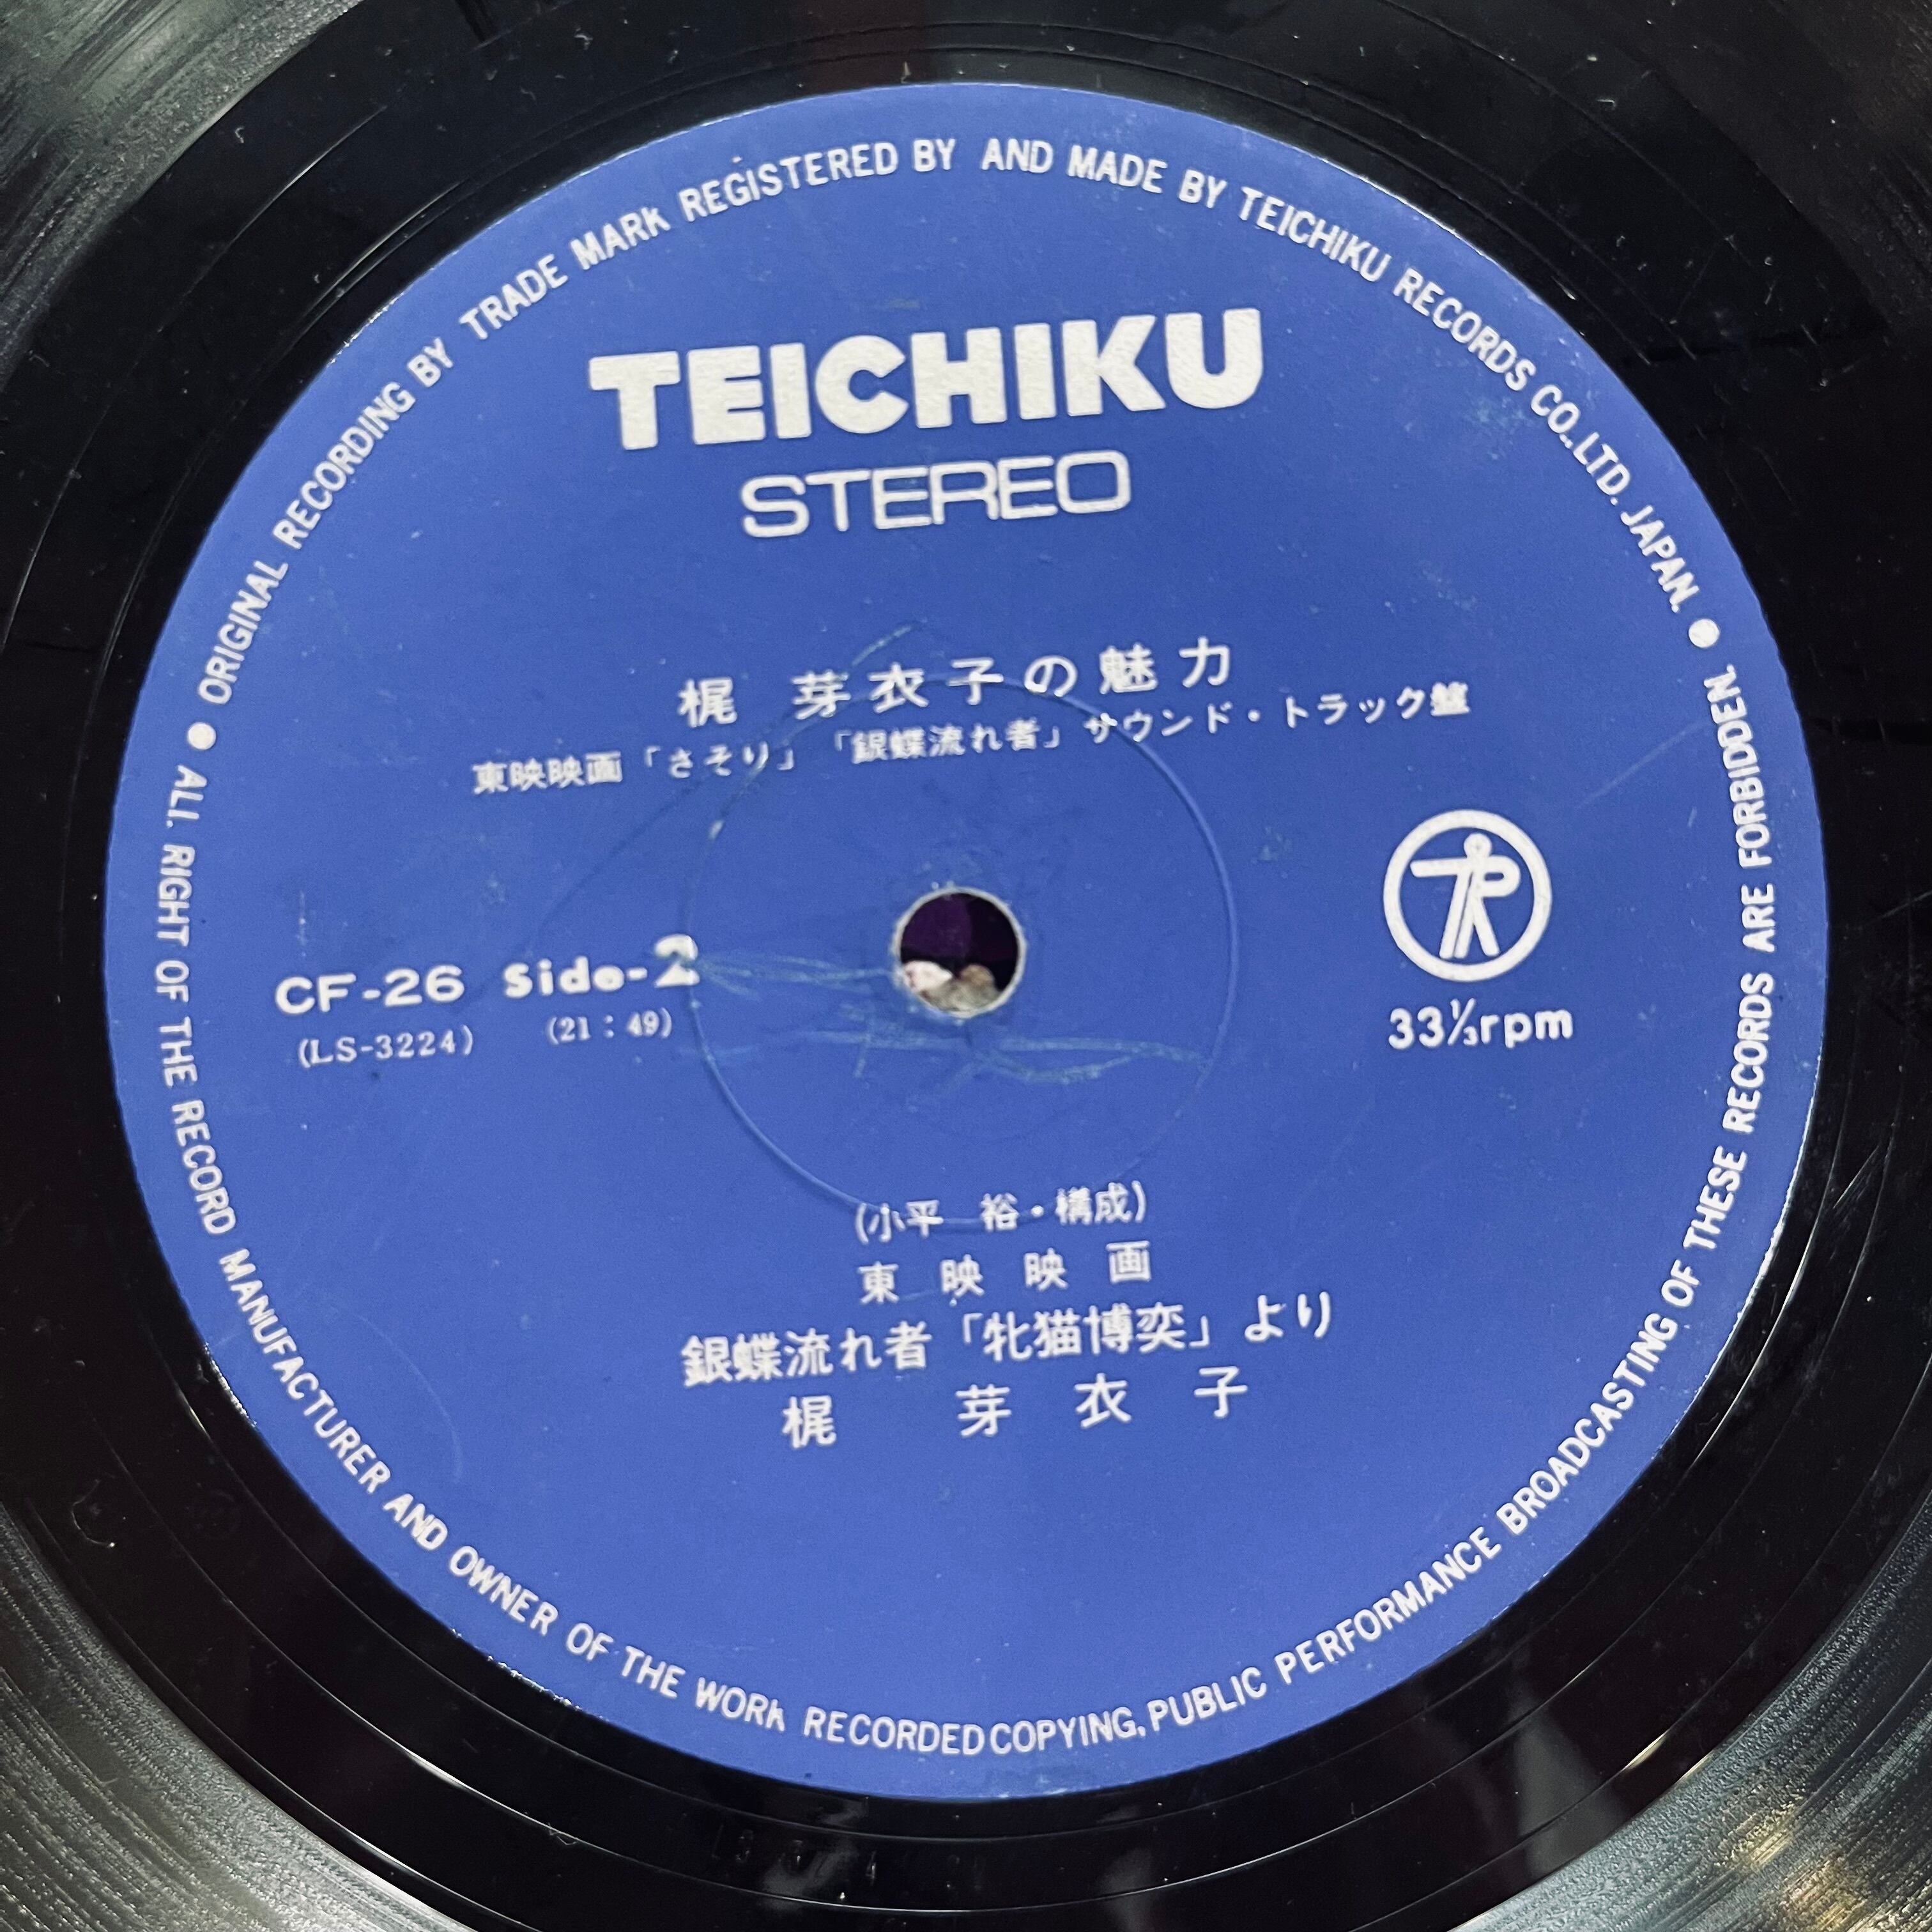 ● ORIGINAL RECORDING BY TRADE MARK REGISTERED BY AND MADE BY TEICHIKU RECORDS CO.,LTD. JAPAN. ●
TEICHIKU
STEREO
梶 芽衣子の魅力
東映映画「さそり」「銀蝶流れ者」サウンド・トラック盤
CF-26 Side-2
(LS-3224) (21:49)
33⅓rpm
(小平 裕・構成)
東映映画
銀蝶流れ者「牝猫博奕」より
梶 芽衣子
ALL RIGHT OF THE RECORD MANUFACTURER AND OWNER OF THE WORK RECORDED COPYING, PUBLIC PERFORMANCE BROADCASTING OF THESE RECORDS ARE FORBIDDEN.